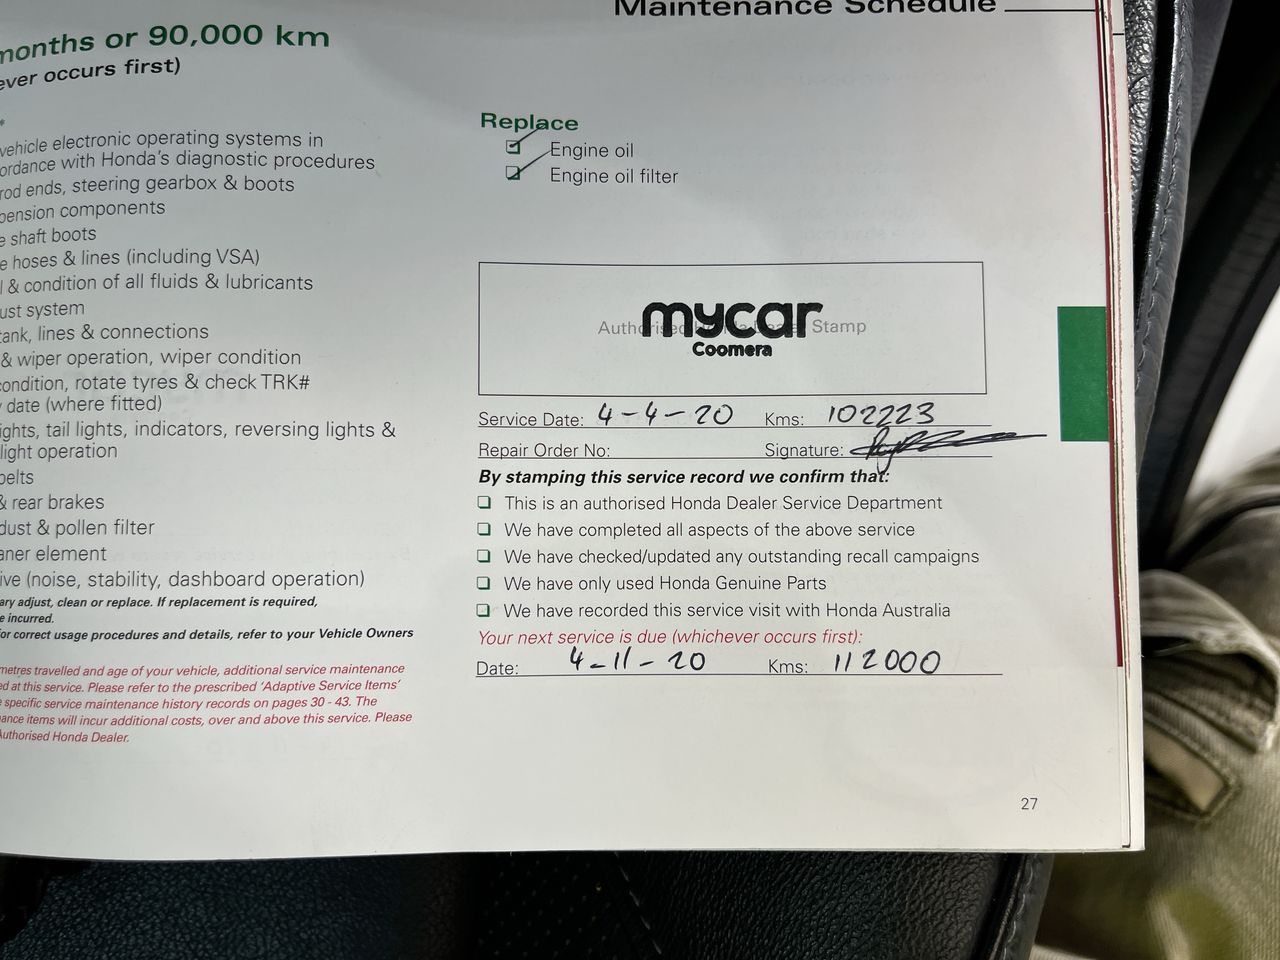 Maintenance Schedule
months or 90,000 km
ever occurs first)
*
vehicle electronic operating systems in
ordance with Honda's diagnostic procedures
rod ends, steering gearbox & boots
pension components
e shaft boots
e hoses & lines (including VSA)
l & condition of all fluids & lubricants
ust system
tank, lines & connections
& wiper operation, wiper condition
condition, rotate tyres & check TRK#
y date (where fitted)
ights, tail lights, indicators, reversing lights &
light operation
belts
& rear brakes
dust & pollen filter
aner element
ive (noise, stability, dashboard operation)
ary adjust, clean or replace. If replacement is required,
e incurred.
or correct usage procedures and details, refer to your Vehicle Owners
metres travelled and age of your vehicle, additional service maintenance
ed at this service. Please refer to the prescribed 'Adaptive Service Items'
specific service maintenance history records on pages 30 - 43. The
ance items will incur additional costs, over and above this service. Please
Authorised Honda Dealer.
Replace
Engine oil
Engine oil filter
Authorised Honda Dealer Stamp
mycar
Coomera
Service Date: 4-4-20 Kms: 102223
Repair Order No: Signature:
By stamping this service record we confirm that:
This is an authorised Honda Dealer Service Department
We have completed all aspects of the above service
We have checked/updated any outstanding recall campaigns
We have only used Honda Genuine Parts
We have recorded this service visit with Honda Australia
Your next service is due (whichever occurs first):
Date: 4-11-20 Kms: 112000
27